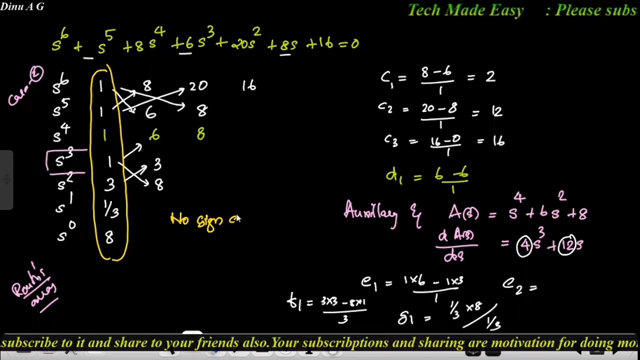 Dinu A G
Tech Made Easy : Please subs
s⁶ + s⁵ + 8s⁴ + 6s³ + 20s² + 8s + 16 = 0
case-2
s⁶ 1 8 20 16
s⁵ 1 6 8
s⁴ 1 6 8
s³ 1 3
s² 3 8
s¹ 1/3
s⁰ 8
Routh's array
No sign c
C₁ = 8-6/1 = 2
C₂ = 20-8/1 = 12
C₃ = 16-0/1 = 16
d₁ = 6-6/1
Auxiliary Eq A(s) = s⁴ + 6s² + 8
dA(s)/ds = 4s³ + 12s
e₁ = 1×6 - 1×3/1 e₂ =
f₁ = 3×3 - 8×1/3 g₁ = 1/3 × 8 / 1/3
subscribe to it and share to your friends also.Your subscribptions and sharing are motivation for doing mo